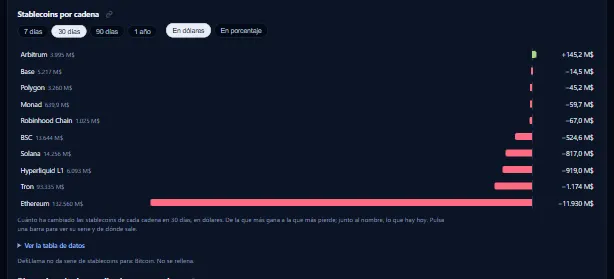 Stablecoins por cadena
7 días 30 días 90 días 1 año En dólares En porcentaje
Arbitrum 3.995 M$ +145,2 M$
Base 5.217 M$ −14,5 M$
Polygon 3.260 M$ −45,2 M$
Monad 639,9 M$ −59,7 M$
Robinhood Chain 1.025 M$ −67,0 M$
BSC 13.644 M$ −524,6 M$
Solana 14.256 M$ −817,0 M$
Hyperliquid L1 6.093 M$ −919,0 M$
Tron 93.335 M$ −1.174 M$
Ethereum 132.560 M$ −11.930 M$
Cuánto ha cambiado las stablecoins de cada cadena en 30 días, en dólares. De la que más gana a la que más pierde; junto al nombre, lo que hay hoy. Pulsa
una barra para ver su serie y de dónde sale.
Ver la tabla de datos
DefiLlama no da serie de stablecoins para Bitcoin. No se rellena.